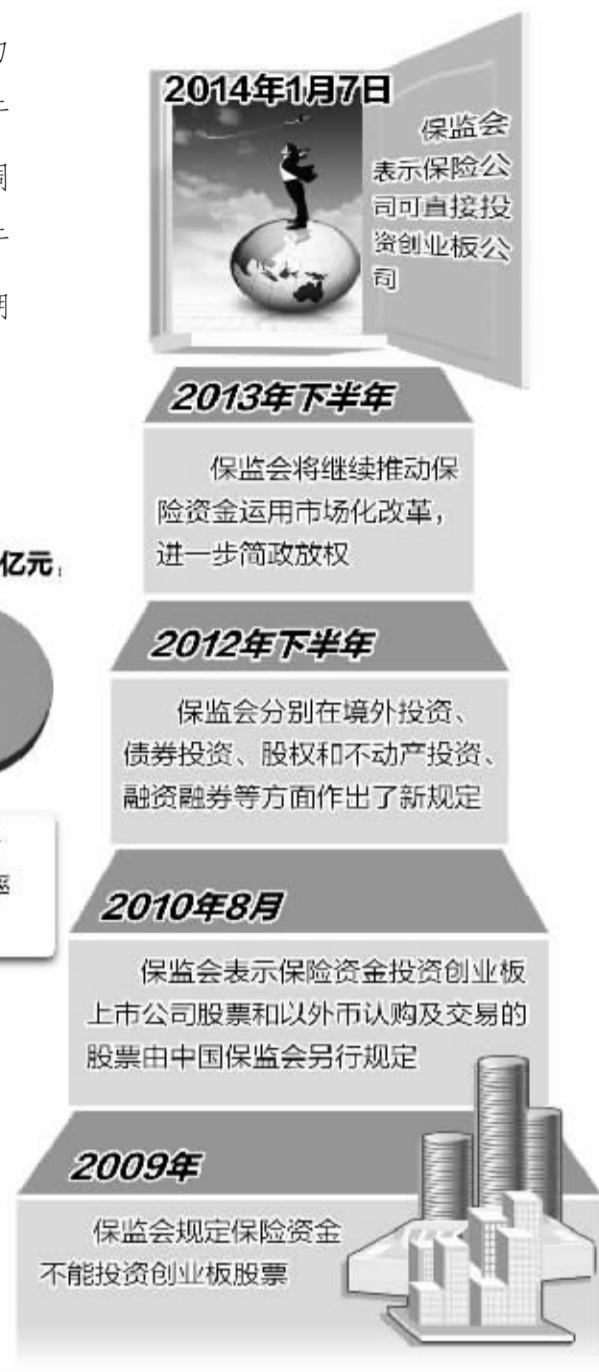 2014年1月7日
保监会
表示保险公
司可直接投
资创业板公
司
2013年下半年
保监会将继续推动保
险资金运用市场化改革，
进一步简政放权
2012年下半年
保监会分别在境外投资、
债券投资、股权和不动产投资、
融资融券等方面作出了新规定
2010年8月
保监会表示保险资金投资创业板
上市公司股票和以外币认购及交易的
股票由中国保监会另行规定
2009年
保监会规定保险资金
不能投资创业板股票
亿元